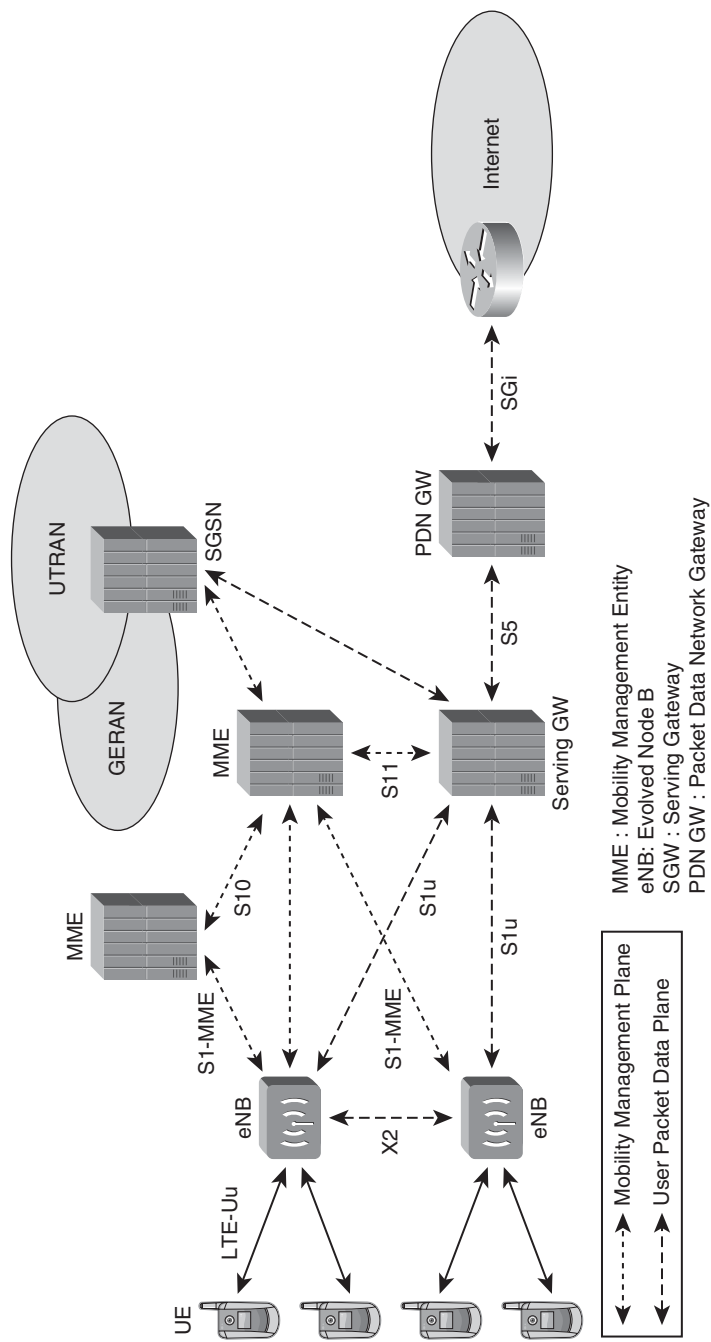 UE
LTE-Uu
eNB
X2
eNB
S1-MME
MME
S10
S1-MME
S1u
S1u
MME
S11
Serving GW
GERAN
UTRAN
SGSN
S5
PDN GW
SGi
Internet
Mobility Management Plane
User Packet Data Plane
MME : Mobility Management Entity
eNB: Evolved Node B
SGW : Serving Gateway
PDN GW : Packet Data Network Gateway